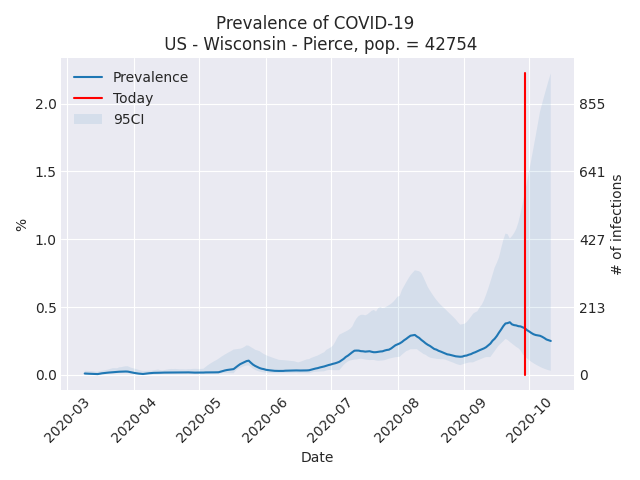 Prevalence of COVID-19
US - Wisconsin - Pierce, pop. = 42754
Prevalence
Today
95CI
2.0
1.5
1.0
0.5
0.0
%
855
641
427
213
0
# of infections
2020-03
2020-04
2020-05
2020-06
2020-07
2020-08
2020-09
2020-10
Date